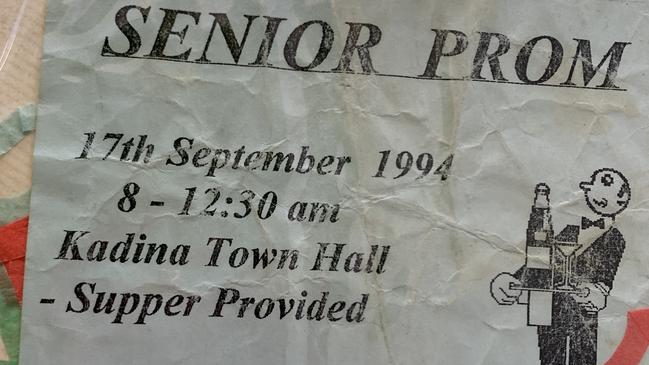 SENIOR PROM
17th September 1994
8 - 12:30 am
Kadina Town Hall
- Supper Provided